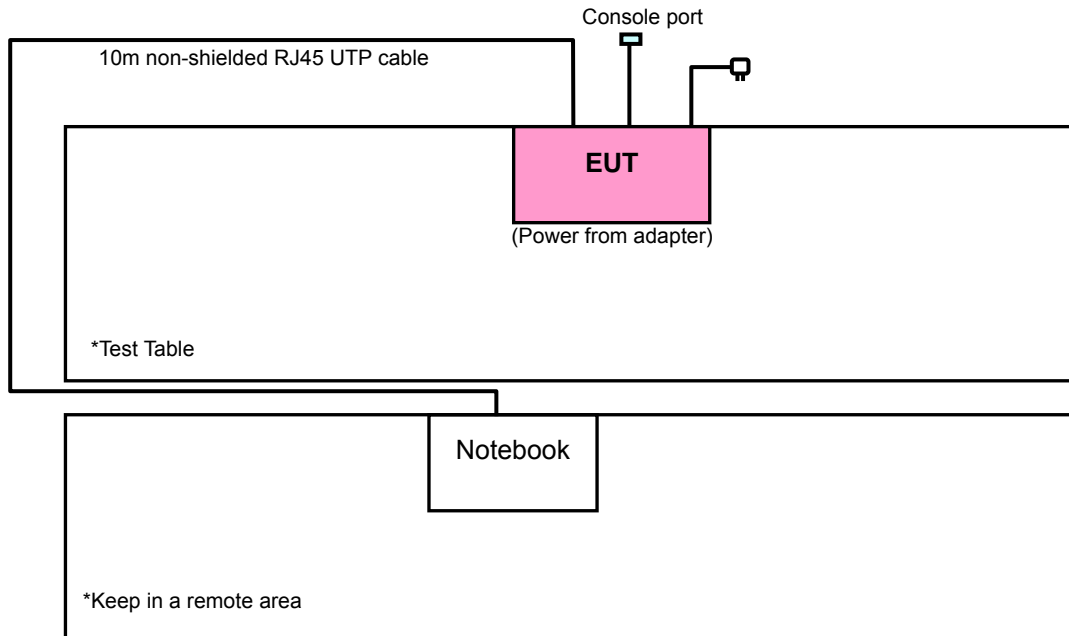 Console port
10m non-shielded RJ45 UTP cable
EUT
(Power from adapter)
*Test Table
Notebook
*Keep in a remote area